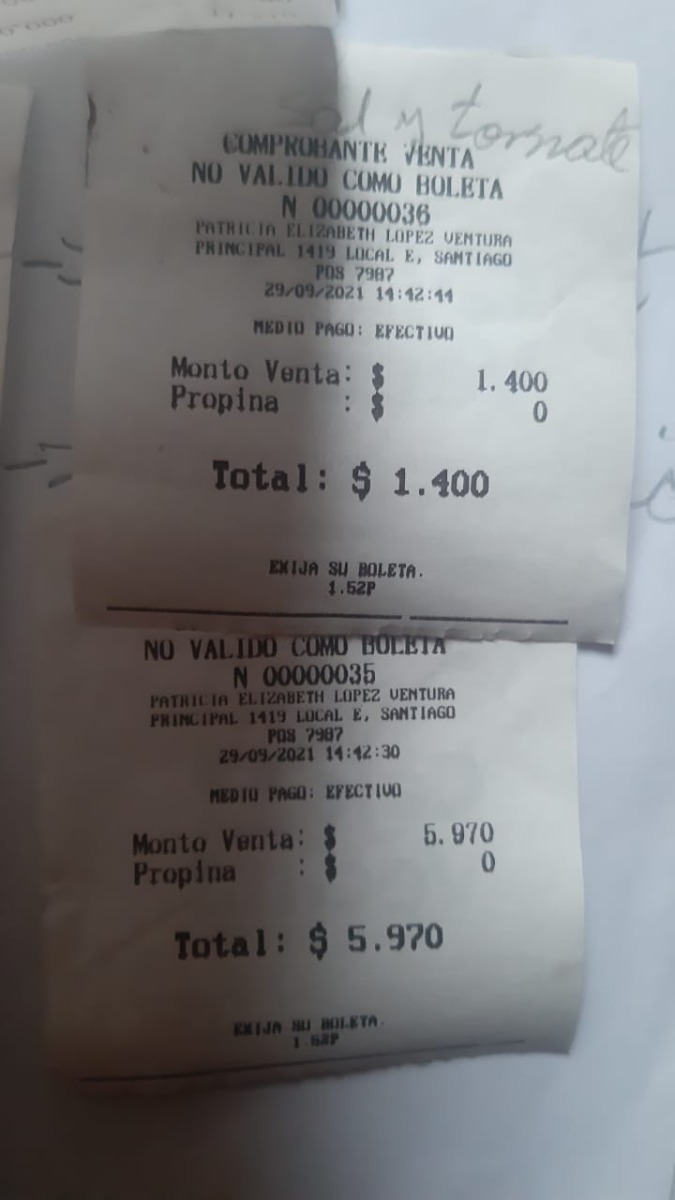 sal y tomate
COMPROBANTE VENTA
NO VALIDO COMO BOLETA
N 00000036
PATRICIA ELIZABETH LOPEZ VENTURA
PRINCIPAL 1419 LOCAL E, SANTIAGO
POS 7987
29/09/2021 14:42:44
MEDIO PAGO: EFECTIVO
Monto Venta: $ 1.400
Propina : $ 0
Total: $ 1.400
EXIJA SU BOLETA.
1.52P
NO VALIDO COMO BOLETA
N 00000035
PATRICIA ELIZABETH LOPEZ VENTURA
PRINCIPAL 1419 LOCAL E, SANTIAGO
POS 7987
29/09/2021 14:42:30
MEDIO PAGO: EFECTIVO
Monto Venta: $ 5.970
Propina : $ 0
Total: $ 5.970
EXIJA SU BOLETA.
1.52P